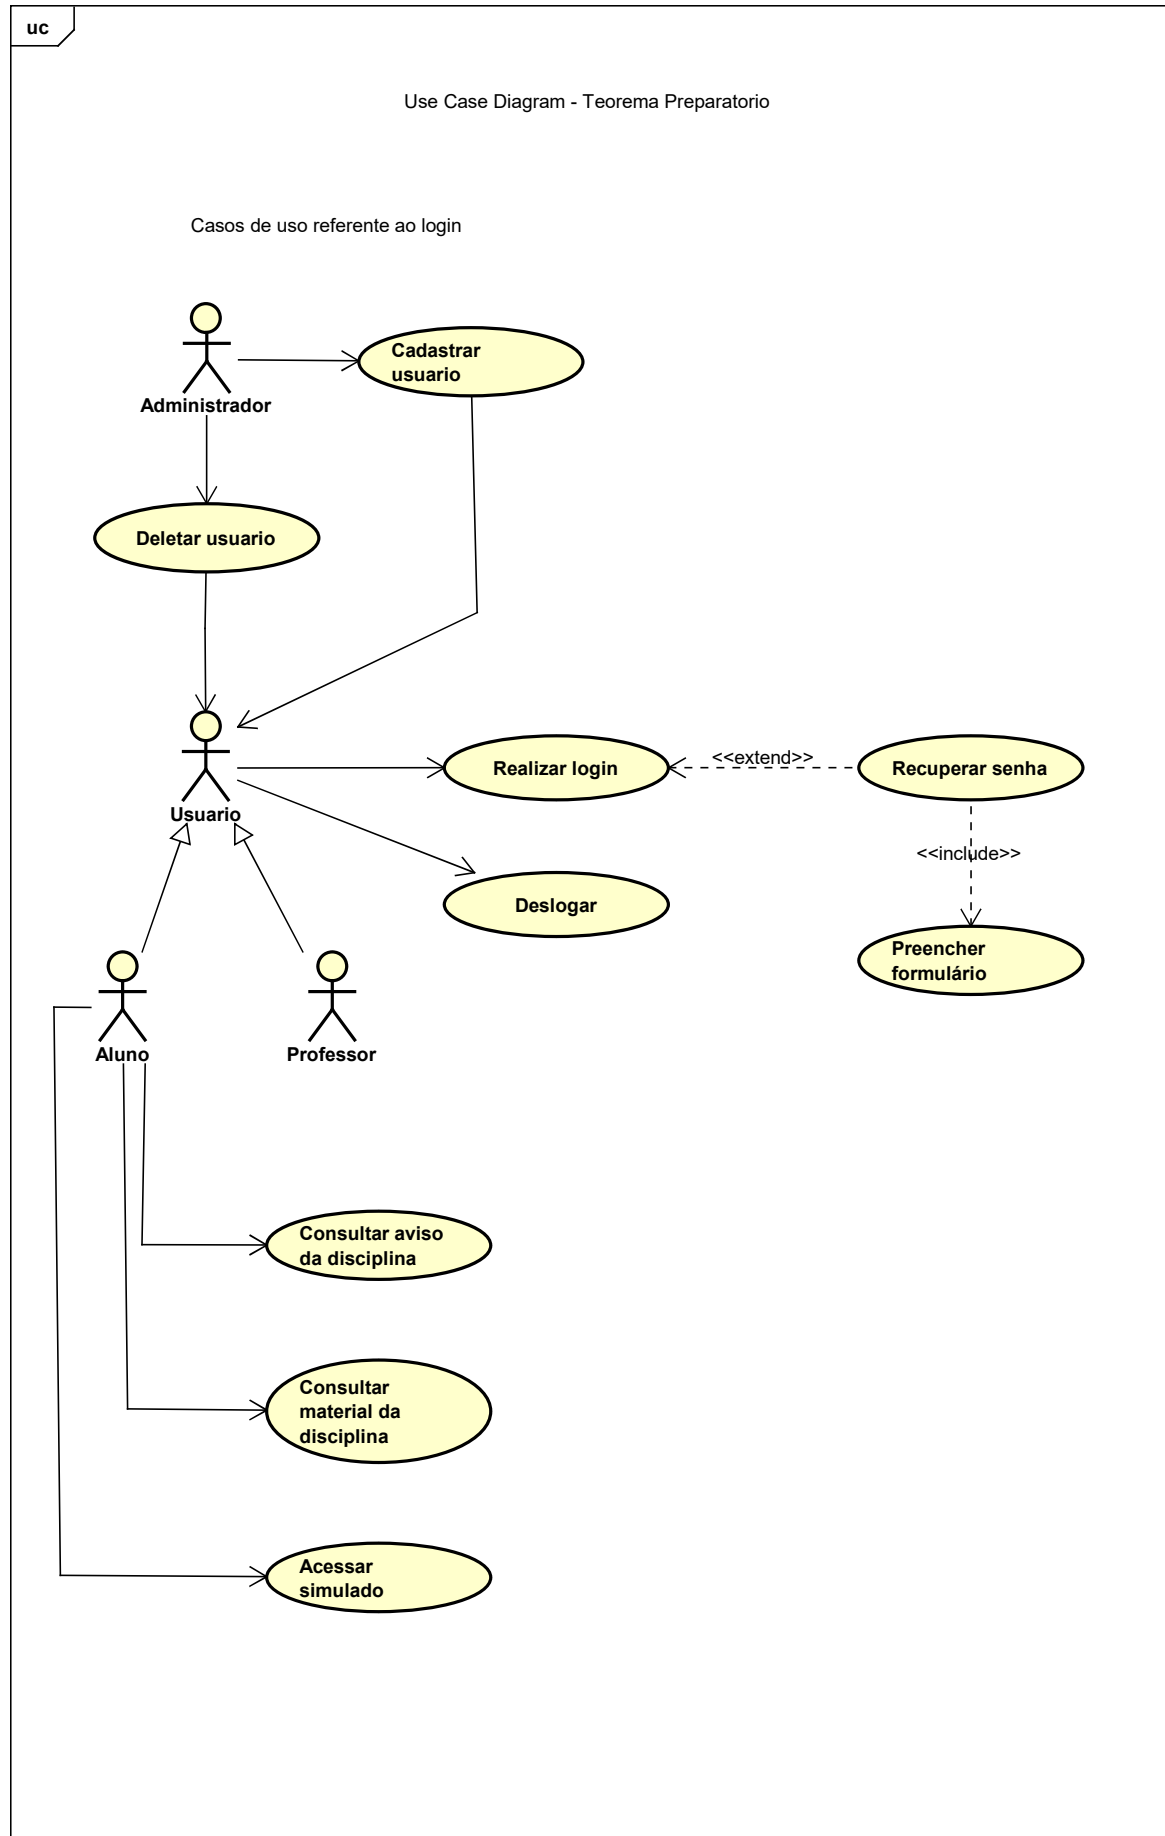 uc
Use Case Diagram - Teorema Preparatorio
Casos de uso referente ao login
Cadastrar
usuario
Administrador
Deletar usuario
Realizar login
<<extend>>
Recuperar senha
Usuario
<<include>>
Deslogar
Preencher
formulário
Aluno
Professor
Consultar aviso
da disciplina
Consultar
material da
disciplina
Acessar
simulado